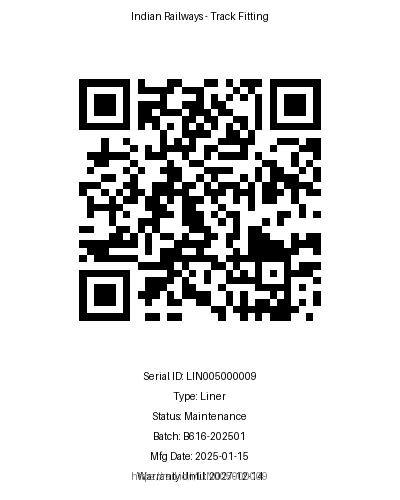 Indian Railways - Track Fitting
Serial ID: LIN005000009
Type: Liner
Status: Maintenance
Batch: B616-202501
Mfg Date: 2025-01-15
Warranty Until: 2027-12-14